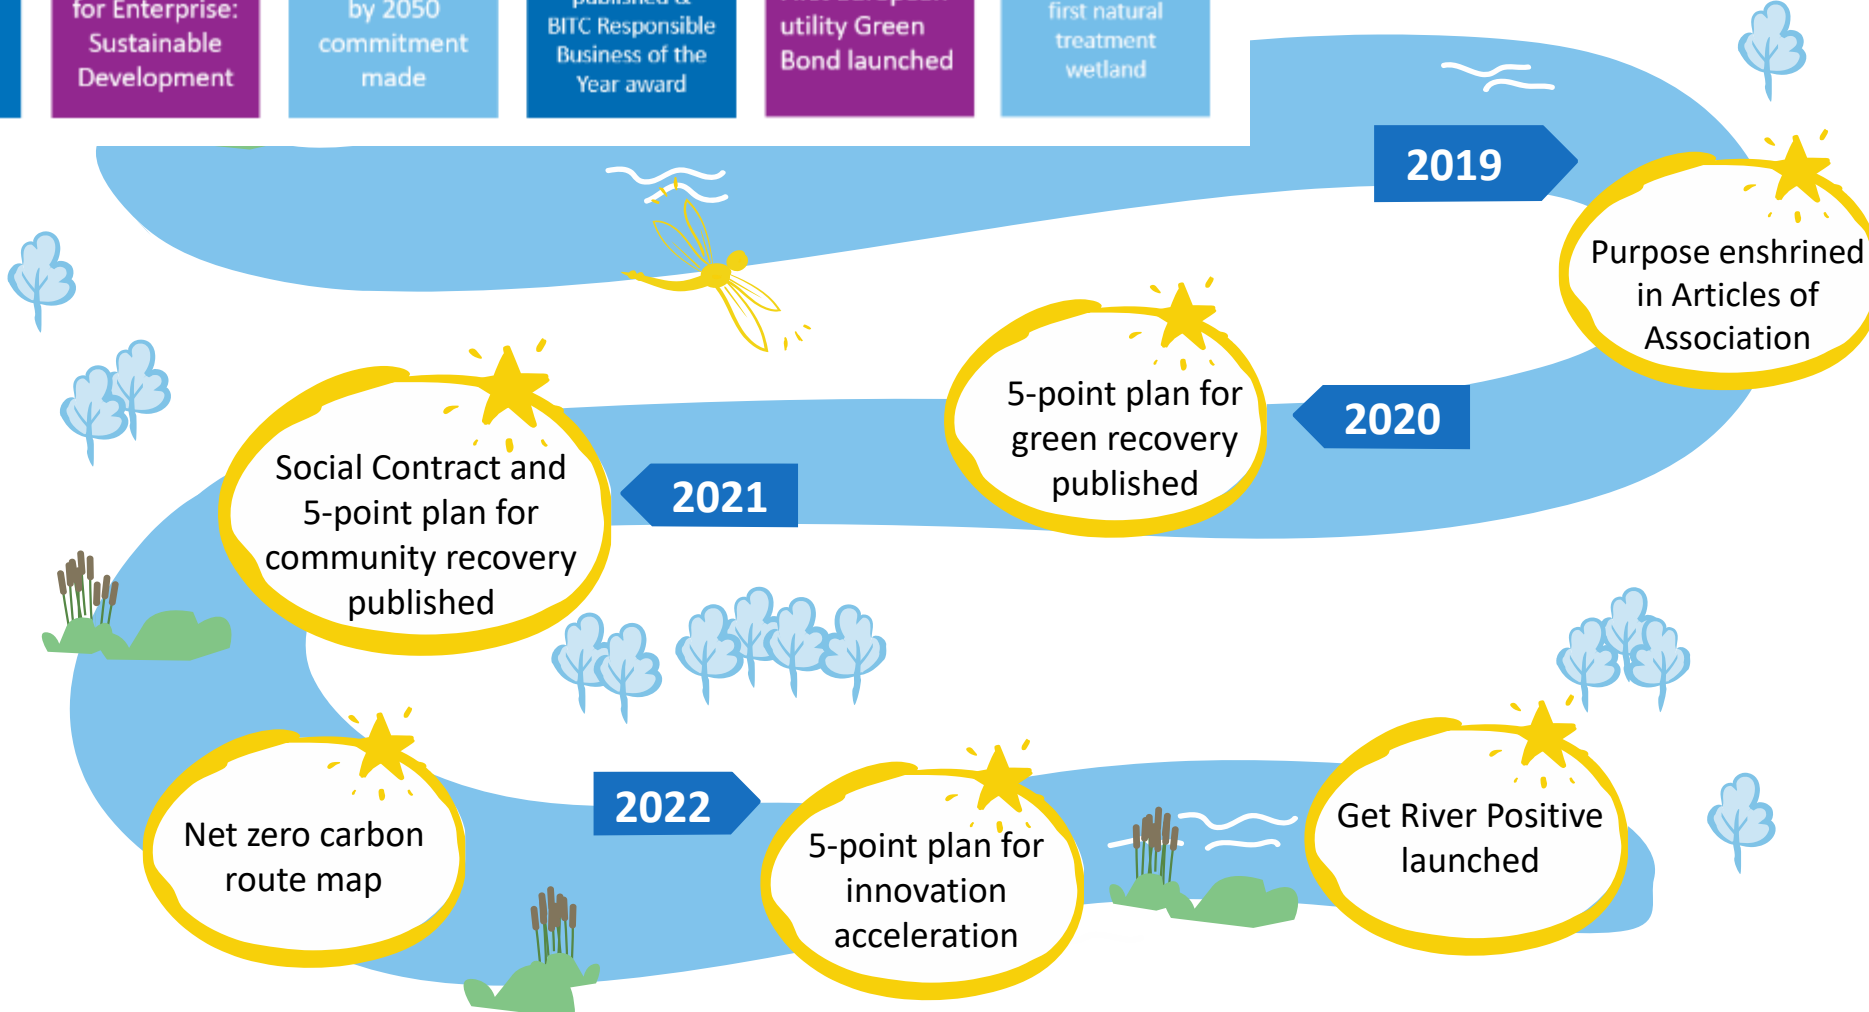 for Enterprise:
Sustainable
Development
by 2050
commitment
made
published &
BITC Responsible
Business of the
Year award
utility Green
Bond launched
first natural
treatment
wetland
2019
Purpose enshrined
in Articles of
Association
2020
5-point plan for
green recovery
published
2021
Social Contract and
5-point plan for
community recovery
published
Net zero carbon
route map
2022
5-point plan for
innovation
acceleration
Get River Positive
launched